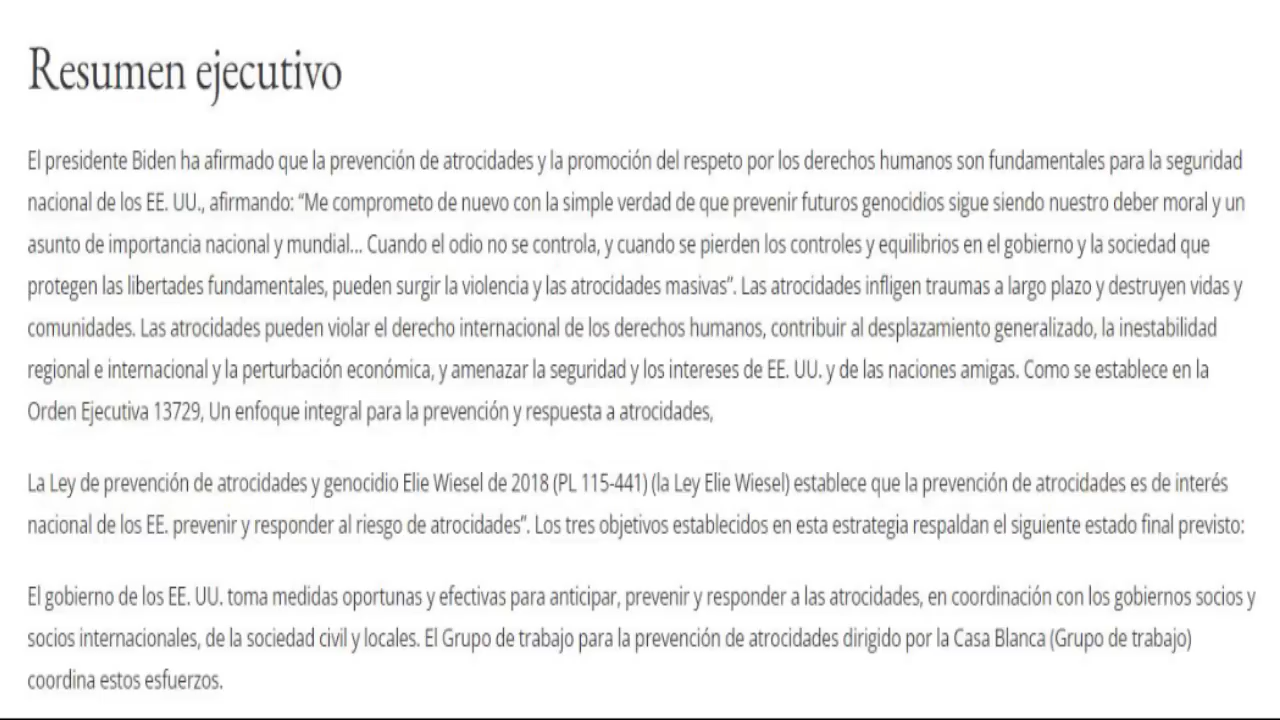 Resumen ejecutivo
El presidente Biden ha afirmado que la prevención de atrocidades y la promoción del respeto por los derechos humanos son fundamentales para la seguridad
nacional de los EE. UU., afirmando: “Me comprometo de nuevo con la simple verdad de que prevenir futuros genocidios sigue siendo nuestro deber moral y un
asunto de importancia nacional y mundial... Cuando el odio no se controla, y cuando se pierden los controles y equilibrios en el gobierno y la sociedad que
protegen las libertades fundamentales, pueden surgir la violencia y las atrocidades masivas”. Las atrocidades infligen traumas a largo plazo y destruyen vidas y
comunidades. Las atrocidades pueden violar el derecho internacional de los derechos humanos, contribuir al desplazamiento generalizado, la inestabilidad
regional e internacional y la perturbación económica, y amenazar la seguridad y los intereses de EE. UU. y de las naciones amigas. Como se establece en la
Orden Ejecutiva 13729, Un enfoque integral para la prevención y respuesta a atrocidades,
La Ley de prevención de atrocidades y genocidio Elie Wiesel de 2018 (PL 115-441) (la Ley Elie Wiesel) establece que la prevención de atrocidades es de interés
nacional de los EE. prevenir y responder al riesgo de atrocidades”. Los tres objetivos establecidos en esta estrategia respaldan el siguiente estado final previsto:
El gobierno de los EE. UU. toma medidas oportunas y efectivas para anticipar, prevenir y responder a las atrocidades, en coordinación con los gobiernos socios y
socios internacionales, de la sociedad civil y locales. El Grupo de trabajo para la prevención de atrocidades dirigido por la Casa Blanca (Grupo de trabajo)
coordina estos esfuerzos.